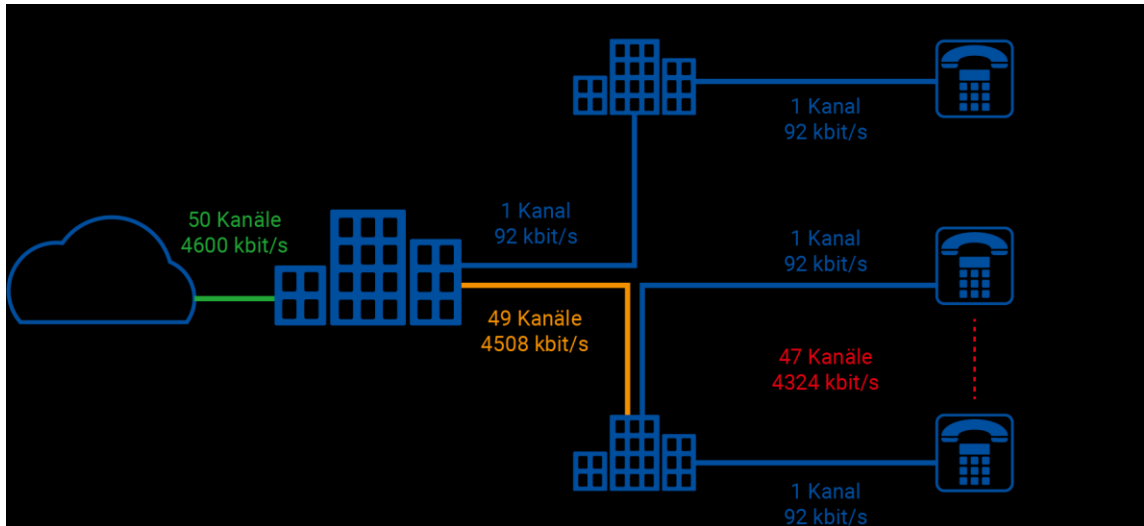 1 Kanal
92 kbit/s
50 Kanäle
4600 kbit/s
1 Kanal
92 kbit/s
1 Kanal
92 kbit/s
49 Kanäle
4508 kbit/s
47 Kanäle
4324 kbit/s
1 Kanal
92 kbit/s